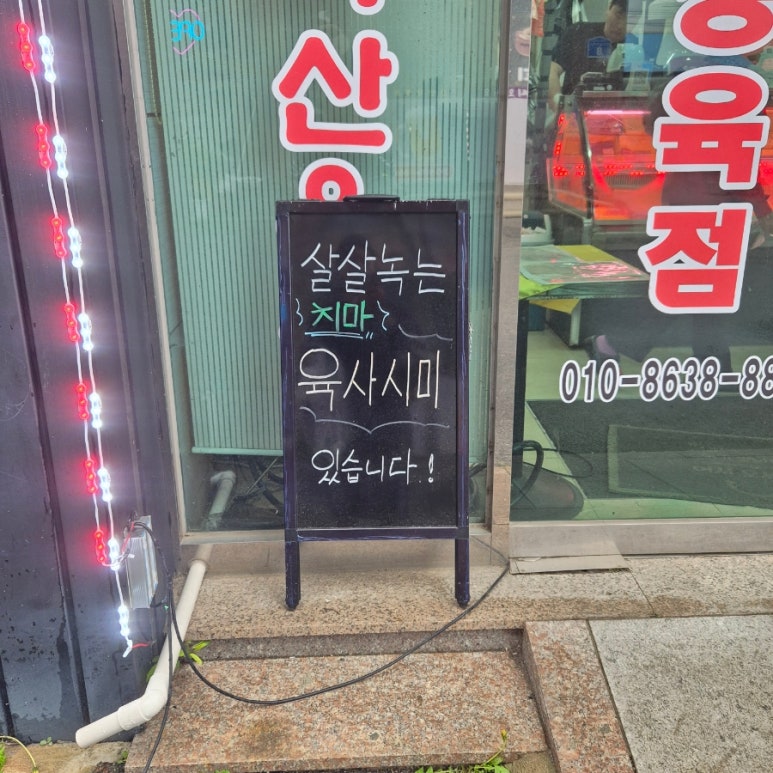 산
육점
010-8638-88
살살녹는
치마
육사시미
있습니다!